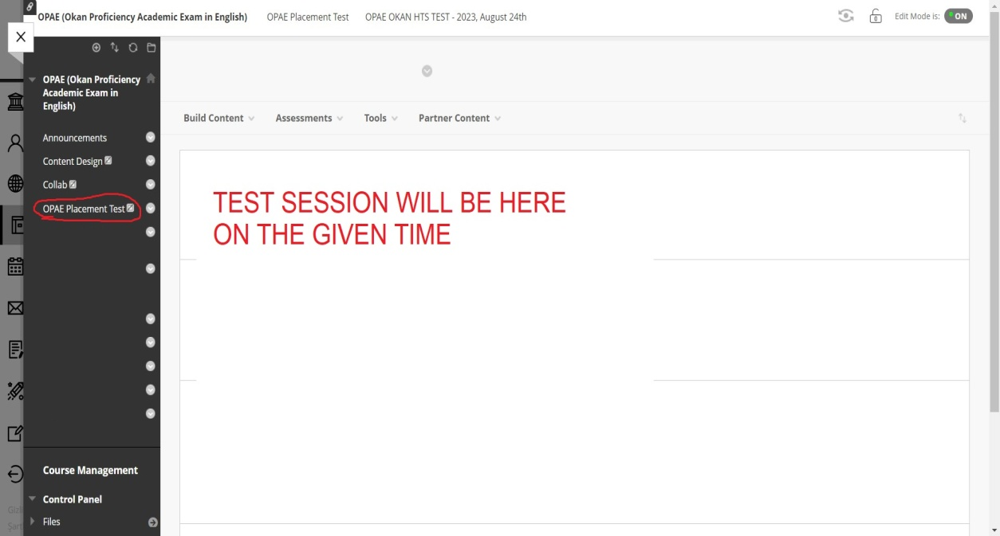 OPAE (Okan Proficiency Academic Exam in English) OPAE Placement Test OPAE OKAN HTS TEST - 2023, August 24th Edit Mode is: ON
OPAE (Okan Proficiency
Academic Exam in
English)
Announcements
Content Design
Collab
OPAE Placement Test
Build Content Assessments Tools Partner Content
TEST SESSION WILL BE HERE
ON THE GIVEN TIME
Course Management
Control Panel
Files